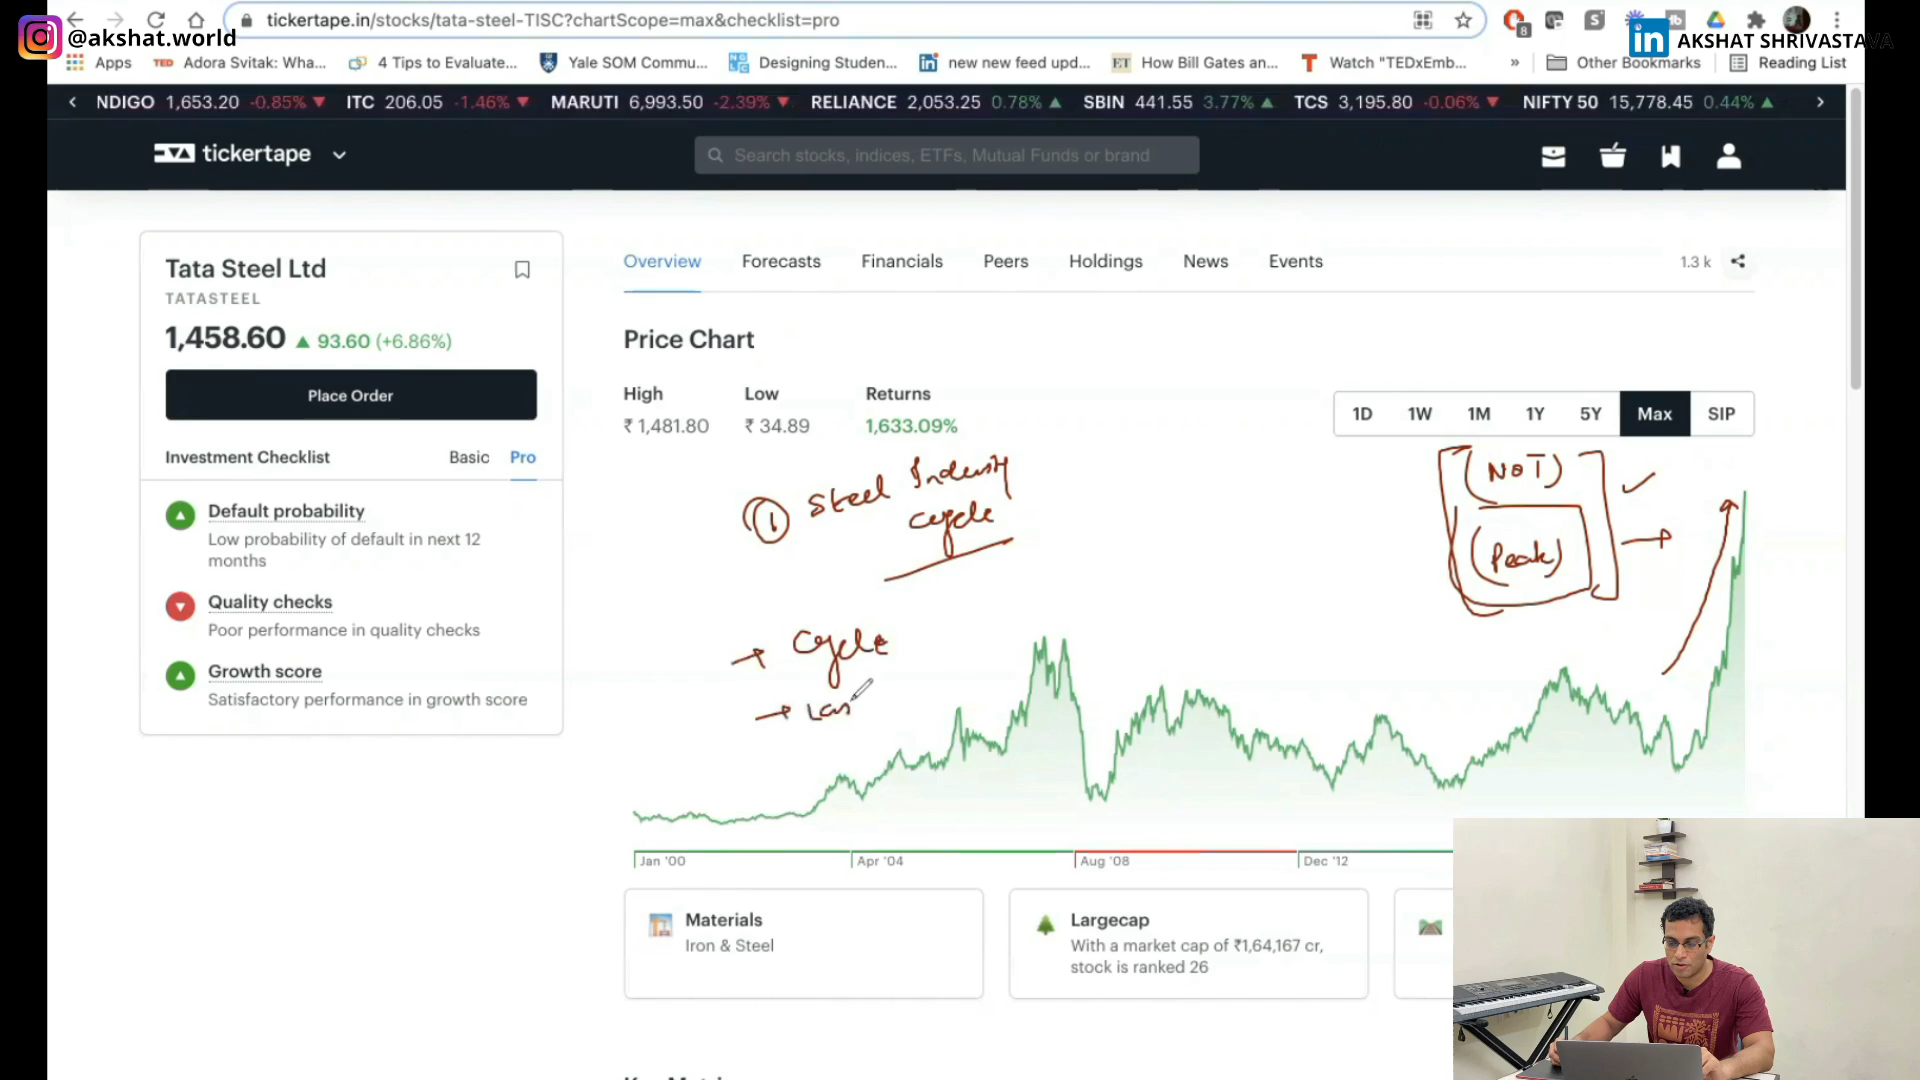 tickertape.in/stocks/tata-steel-TISC?chartScope=max&checklist=pro
@akshat.world
in AKSHAT SHRIVASTAVA
8
Apps TED Adora Svitak: Wha... 4 Tips to Evaluate... Yale SOM Commu... Designing Studen... in new new feed upd... ET How Bill Gates an... T Watch "TEDxEmb... » Other Bookmarks Reading List
NDIGO 1,653.20 -0.85% ITC 206.05 -1.46% MARUTI 6,993.50 -2.39% RELIANCE 2,053.25 0.78% SBIN 441.55 3.77% TCS 3,195.80 -0.06% NIFTY 50 15,778.45 0.44%
tickertape
Search stocks, indices, ETFs, Mutual Funds or brand
Tata Steel Ltd
TATASTEEL
1,458.60 93.60 (+6.86%)
Place Order
Investment Checklist Basic Pro
Default probability
Low probability of default in next 12
months
Quality checks
Poor performance in quality checks
Growth score
Satisfactory performance in growth score
Overview Forecasts Financials Peers Holdings News Events 1.3 k
Price Chart
High Low Returns
₹ 1,481.80 ₹ 34.89 1,633.09%
1D 1W 1M 1Y 5Y Max SIP
1 Steel
Cycle
(NOT)
(Peak)
Cycle
Jan '00 Apr '04 Aug '08 Dec '12
Materials
Iron & Steel
Largecap
With a market cap of ₹1,64,167 cr,
stock is ranked 26